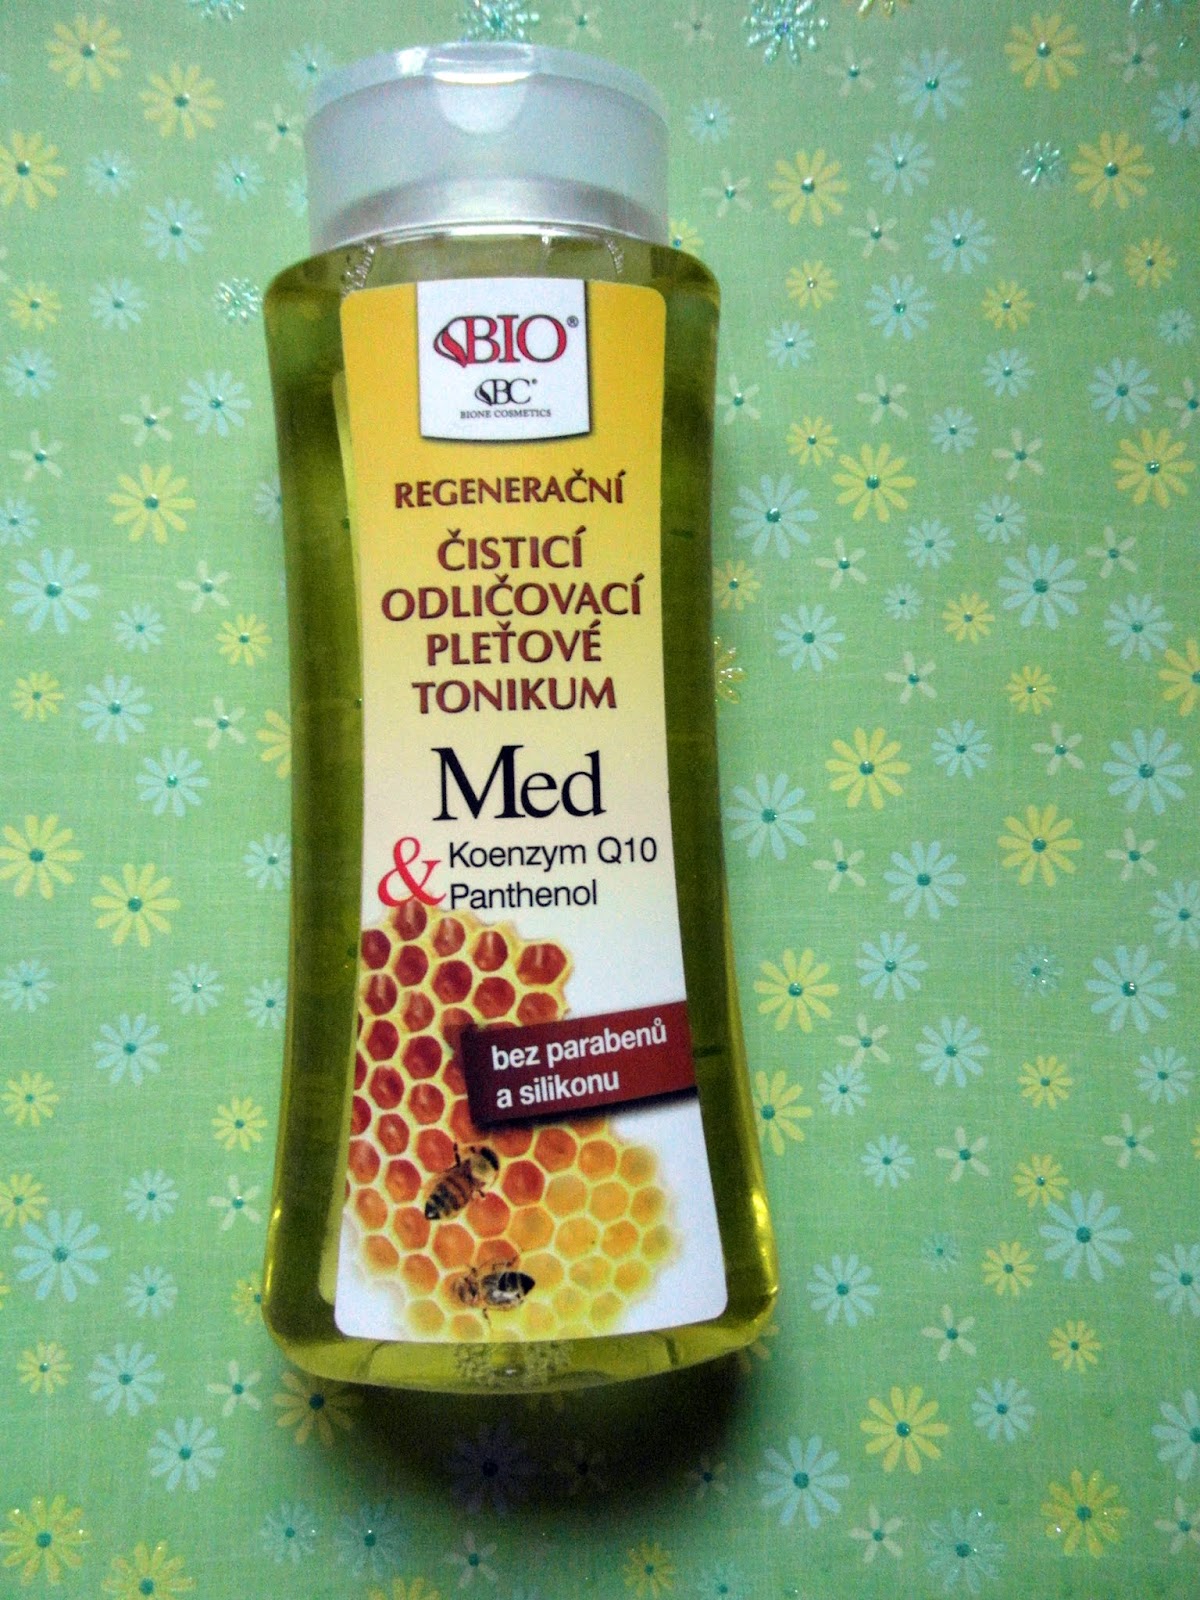 BIO®
BC®
BIONE COSMETICS
REGENERAČNÍ
ČISTICÍ
ODLIČOVACÍ
PLEŤOVÉ
TONIKUM
Med
& Koenzym Q10
Panthenol
bez parabenů
a silikonu